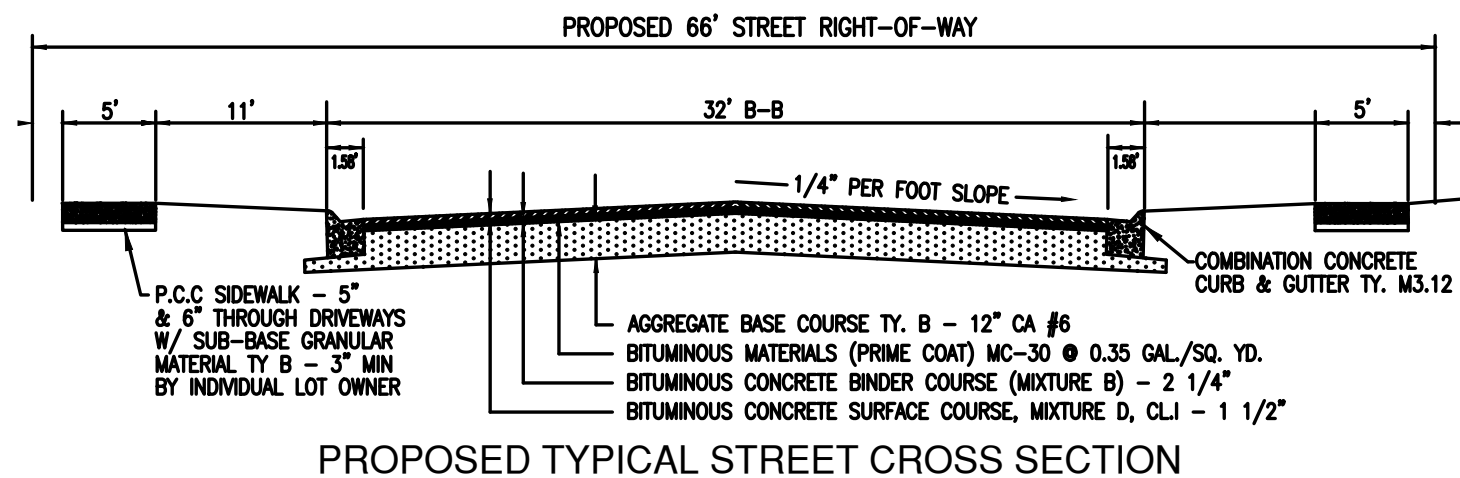 PROPOSED 66' STREET RIGHT-OF-WAY
5'
11'
32' B-B
5'
1.56'
1.56'
1/4" PER FOOT SLOPE
COMBINATION CONCRETE
CURB & GUTTER TY. M3.12
P.C.C SIDEWALK - 5"
& 6" THROUGH DRIVEWAYS
W/ SUB-BASE GRANULAR
MATERIAL TY B - 3" MIN
BY INDIVIDUAL LOT OWNER
AGGREGATE BASE COURSE TY. B - 12" CA #6
BITUMINOUS MATERIALS (PRIME COAT) MC-30 @ 0.35 GAL./SQ. YD.
BITUMINOUS CONCRETE BINDER COURSE (MIXTURE B) - 2 1/4"
BITUMINOUS CONCRETE SURFACE COURSE, MIXTURE D, CL.I - 1 1/2"
PROPOSED TYPICAL STREET CROSS SECTION